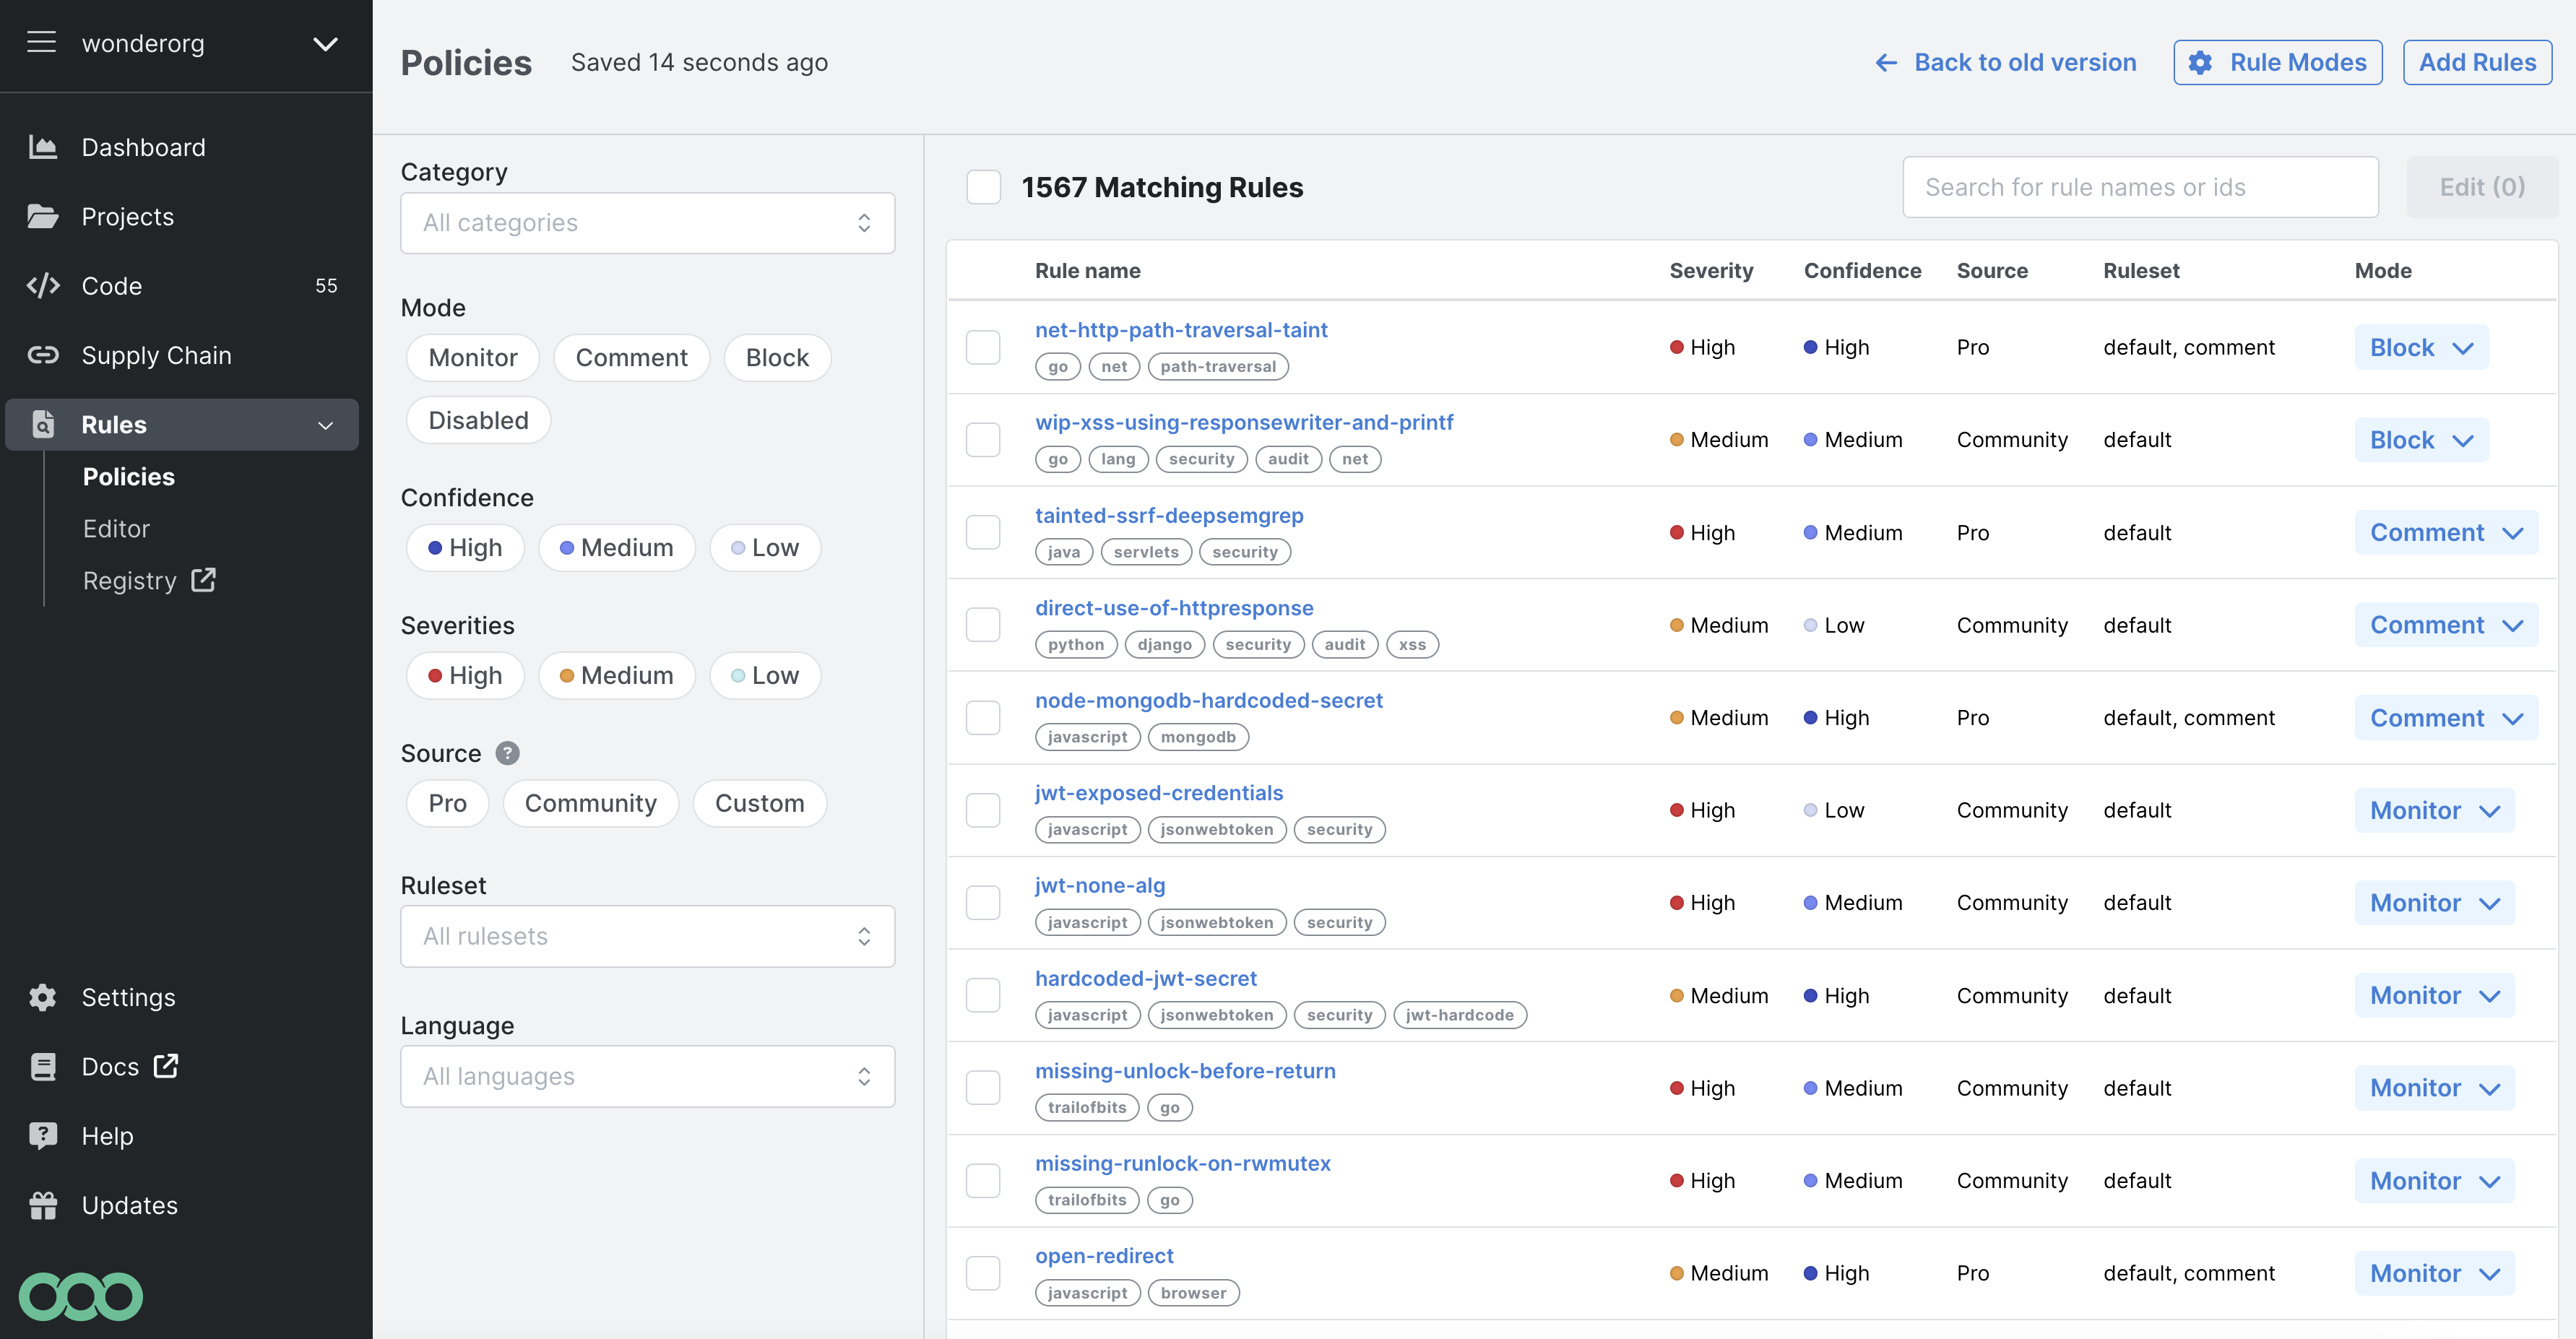 wonderorg
Dashboard
Projects
Code 55
Supply Chain
Rules
Policies
Editor
Registry
Settings
Docs
Help
Updates
Policies Saved 14 seconds ago Back to old version Rule Modes Add Rules
Category
All categories
Mode
Monitor Comment Block
Disabled
Confidence
High Medium Low
Severities
High Medium Low
Source ?
Pro Community Custom
Ruleset
All rulesets
Language
All languages
1567 Matching Rules Search for rule names or ids Edit (0)
Rule name Severity Confidence Source Ruleset Mode
net-http-path-traversal-taint
go net path-traversal
High High Pro default, comment Block
wip-xss-using-responsewriter-and-printf
go lang security audit net
Medium Medium Community default Block
tainted-ssrf-deepsemgrep
java servlets security
High Medium Pro default Comment
direct-use-of-httpresponse
python django security audit xss
Medium Low Community default Comment
node-mongodb-hardcoded-secret
javascript mongodb
Medium High Pro default, comment Comment
jwt-exposed-credentials
javascript jsonwebtoken security
High Low Community default Monitor
jwt-none-alg
javascript jsonwebtoken security
High Medium Community default Monitor
hardcoded-jwt-secret
javascript jsonwebtoken security jwt-hardcode
Medium High Community default Monitor
missing-unlock-before-return
trailofbits go
High Medium Community default Monitor
missing-runlock-on-rwmutex
trailofbits go
High Medium Community default Monitor
open-redirect
javascript browser
Medium High Pro default, comment Monitor